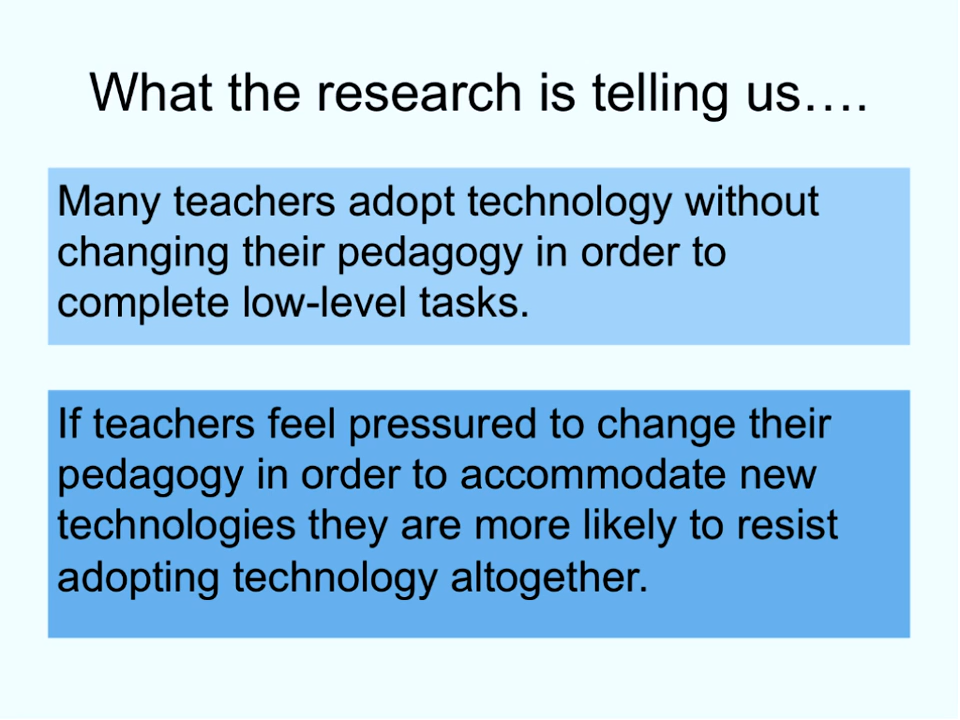 What the research is telling us….
Many teachers adopt technology without
changing their pedagogy in order to
complete low-level tasks.
If teachers feel pressured to change their
pedagogy in order to accommodate new
technologies they are more likely to resist
adopting technology altogether.